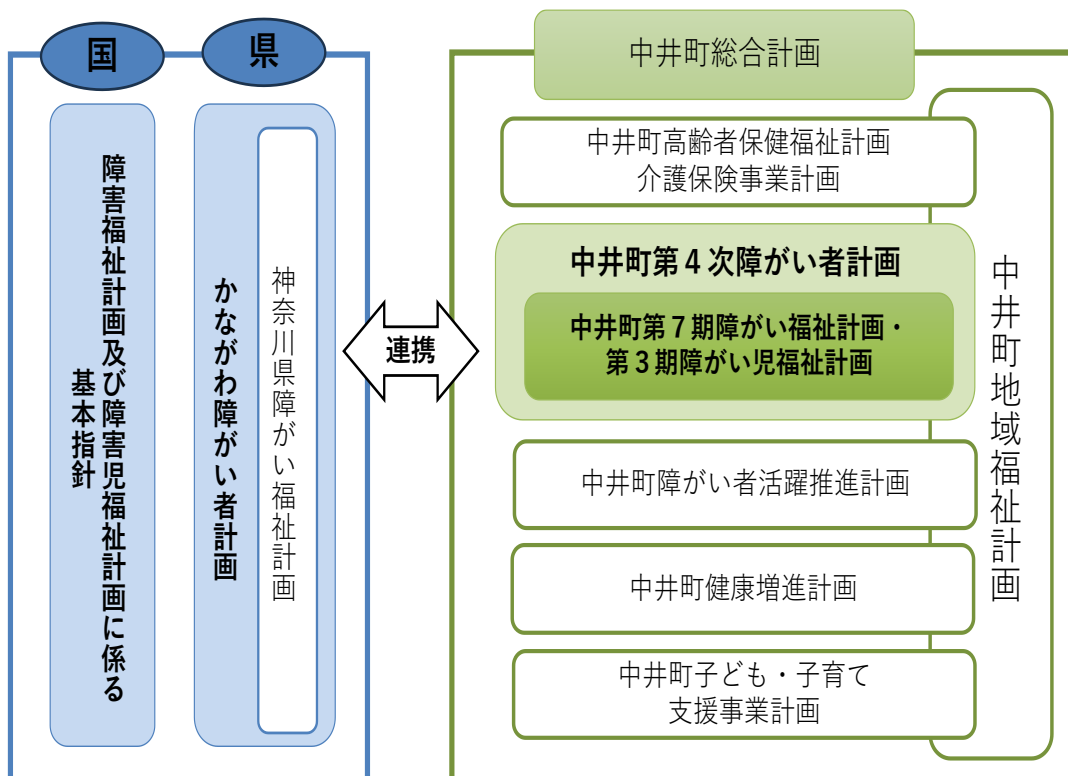 国
県
障害福祉計画及び障害児福祉計画に係る
基本指針
かながわ障がい者計画
神奈川県障がい福祉計画
連携
中井町総合計画
中井町高齢者保健福祉計画
介護保険事業計画
中井町第４次障がい者計画
中井町第７期障がい福祉計画・
第３期障がい児福祉計画
中井町障がい者活躍推進計画
中井町健康増進計画
中井町子ども・子育て
支援事業計画
中井町地域福祉計画